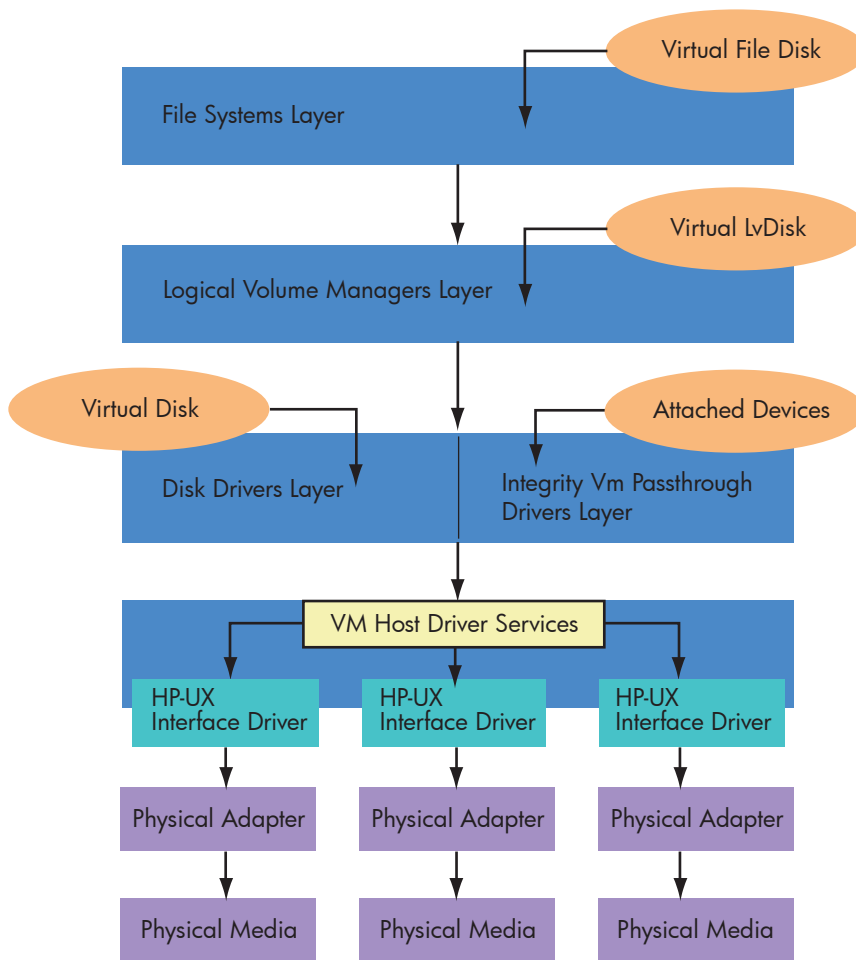 Virtual File Disk
File Systems Layer
Virtual LvDisk
Logical Volume Managers Layer
Virtual Disk
Attached Devices
Disk Drivers Layer
Integrity Vm Passthrough
Drivers Layer
VM Host Driver Services
HP-UX
Interface Driver
HP-UX
Interface Driver
HP-UX
Interface Driver
Physical Adapter
Physical Adapter
Physical Adapter
Physical Media
Physical Media
Physical Media